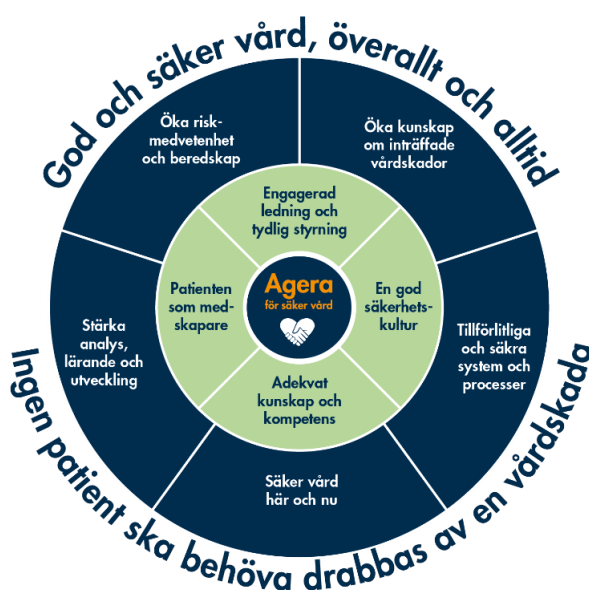 God och säker vård, överallt och alltid
Öka risk-
medvetenhet
och beredskap
Öka kunskap
om inträffade
vårdskador
Engagerad
ledning och
tydlig styrning
Patienten
som med-
skapare
Agera
för säker vård
En god
säkerhets-
kultur
Stärka
analys,
lärande och
utveckling
Tillförlitliga
och säkra
system och
processer
Adekvat
kunskap och
kompetens
Säker vård
här och nu
Ingen patient ska behöva drabbas av en vårdskada